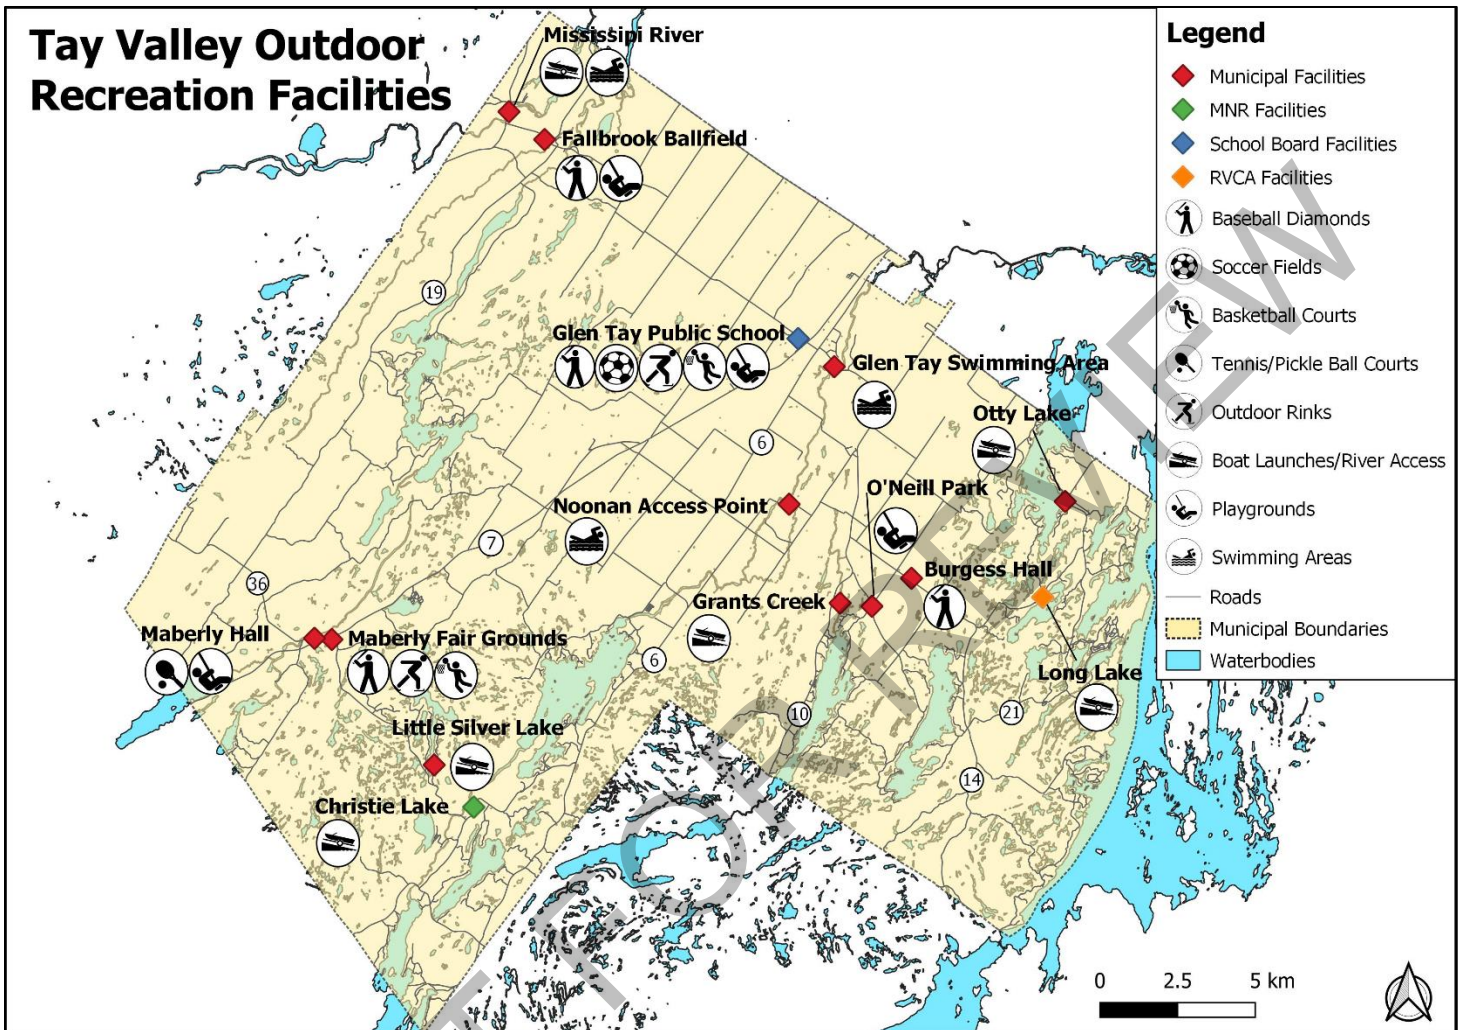 Tay Valley Outdoor
Recreation Facilities
Mississipi River
Fallbrook Ballfield
19
Glen Tay Public School
Glen Tay Swimming Area
Otty Lake
6
O'Neill Park
Noonan Access Point
7
36
Burgess Hall
Grants Creek
Maberly Hall
Maberly Fair Grounds
6
Long Lake
10
21
Little Silver Lake
14
Christie Lake
Legend
Municipal Facilities
MNR Facilities
School Board Facilities
RVCA Facilities
Baseball Diamonds
Soccer Fields
Basketball Courts
Tennis/Pickle Ball Courts
Outdoor Rinks
Boat Launches/River Access
Playgrounds
Swimming Areas
Roads
Municipal Boundaries
Waterbodies
0 2.5 5 km
T FOR REVIEW